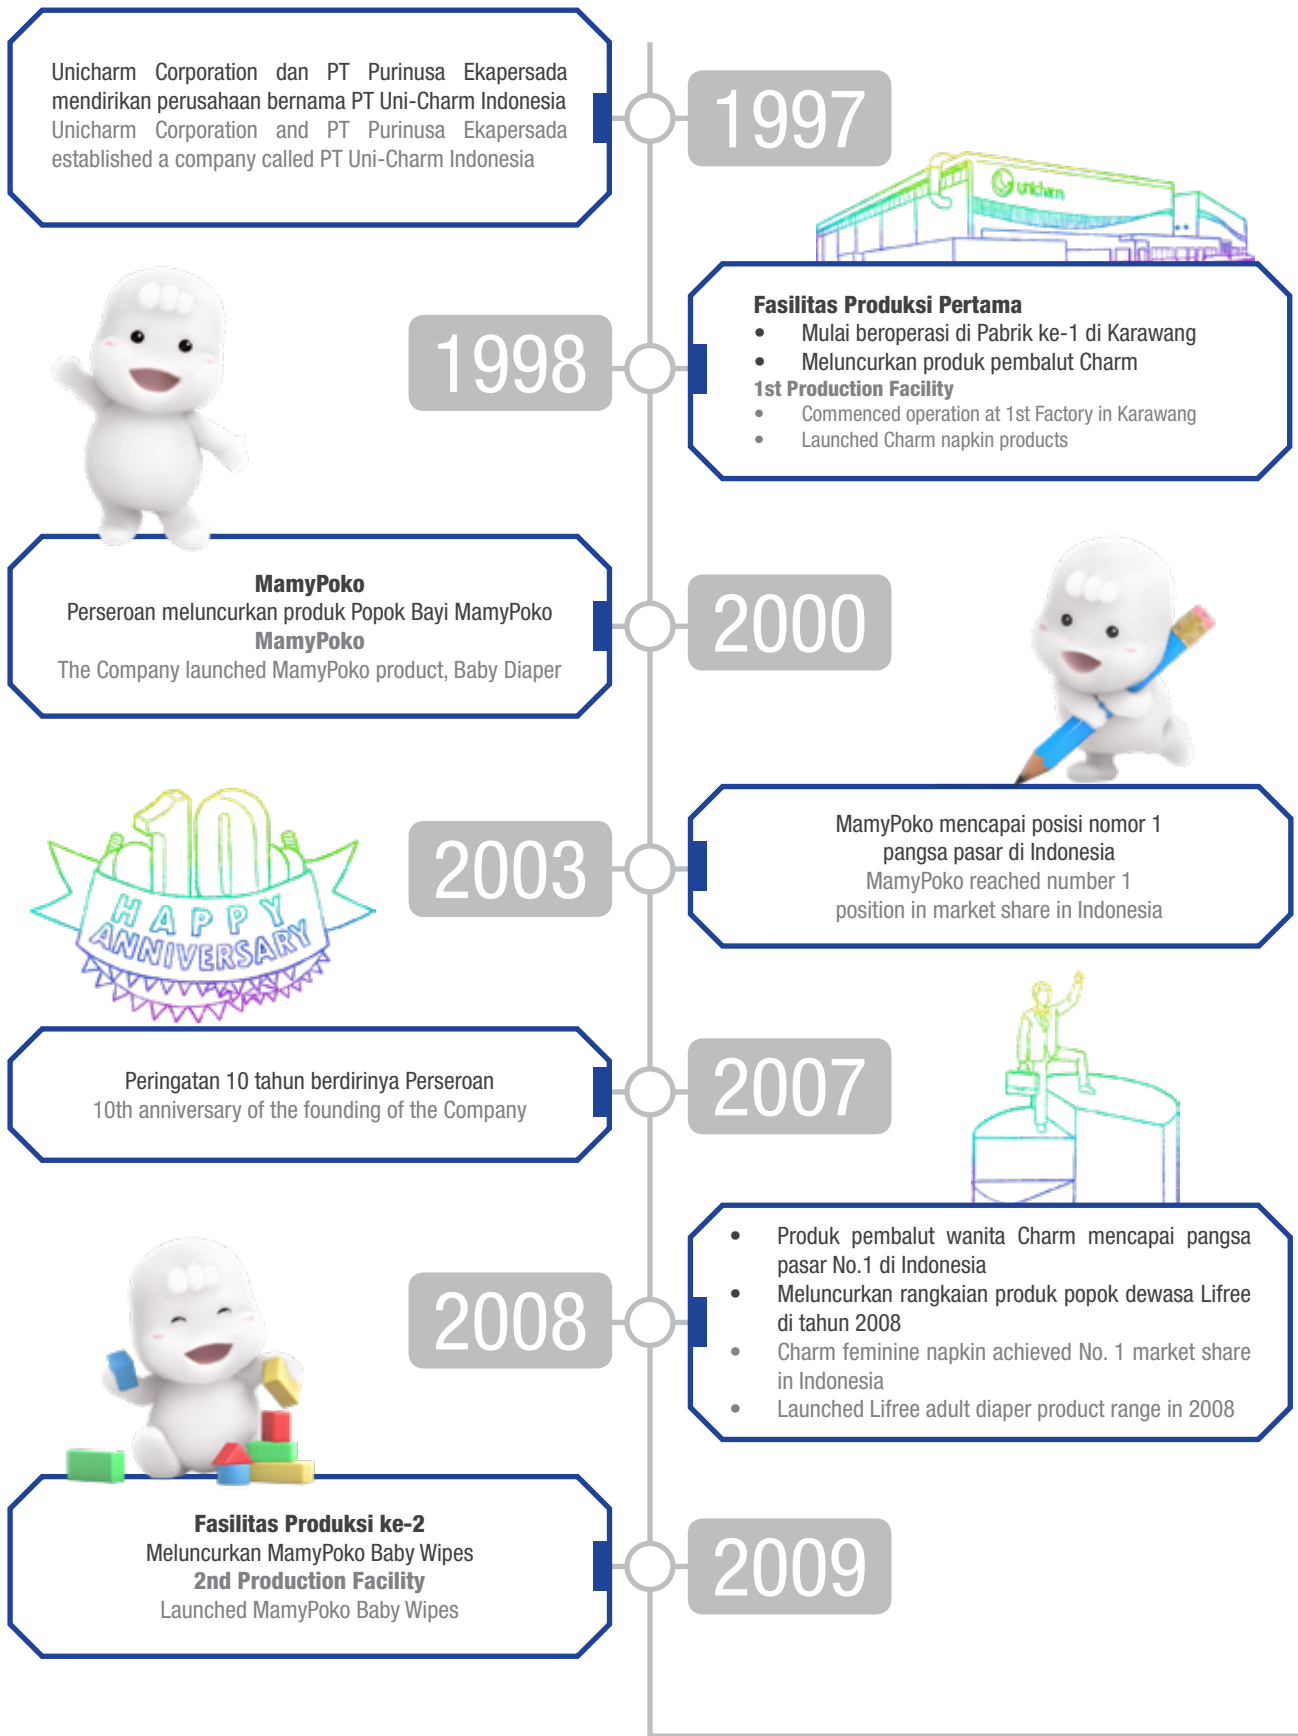 Unicharm Corporation dan PT Purinusa Ekapersada
mendirikan perusahaan bernama PT Uni-Charm Indonesia
Unicharm Corporation and PT Purinusa Ekapersada
established a company called PT Uni-Charm Indonesia
1997
unicharm
1998
Fasilitas Produksi Pertama
• Mulai beroperasi di Pabrik ke-1 di Karawang
• Meluncurkan produk pembalut Charm
1st Production Facility
• Commenced operation at 1st Factory in Karawang
• Launched Charm napkin products
MamyPoko
Perseroan meluncurkan produk Popok Bayi MamyPoko
MamyPoko
The Company launched MamyPoko product, Baby Diaper
2000
10
HAPPY
ANNIVERSARY
2003
MamyPoko mencapai posisi nomor 1
pangsa pasar di Indonesia
MamyPoko reached number 1
position in market share in Indonesia
Peringatan 10 tahun berdirinya Perseroan
10th anniversary of the founding of the Company
2007
2008
• Produk pembalut wanita Charm mencapai pangsa
pasar No.1 di Indonesia
• Meluncurkan rangkaian produk popok dewasa Lifree
di tahun 2008
• Charm feminine napkin achieved No. 1 market share
in Indonesia
• Launched Lifree adult diaper product range in 2008
Fasilitas Produksi ke-2
Meluncurkan MamyPoko Baby Wipes
2nd Production Facility
Launched MamyPoko Baby Wipes
2009